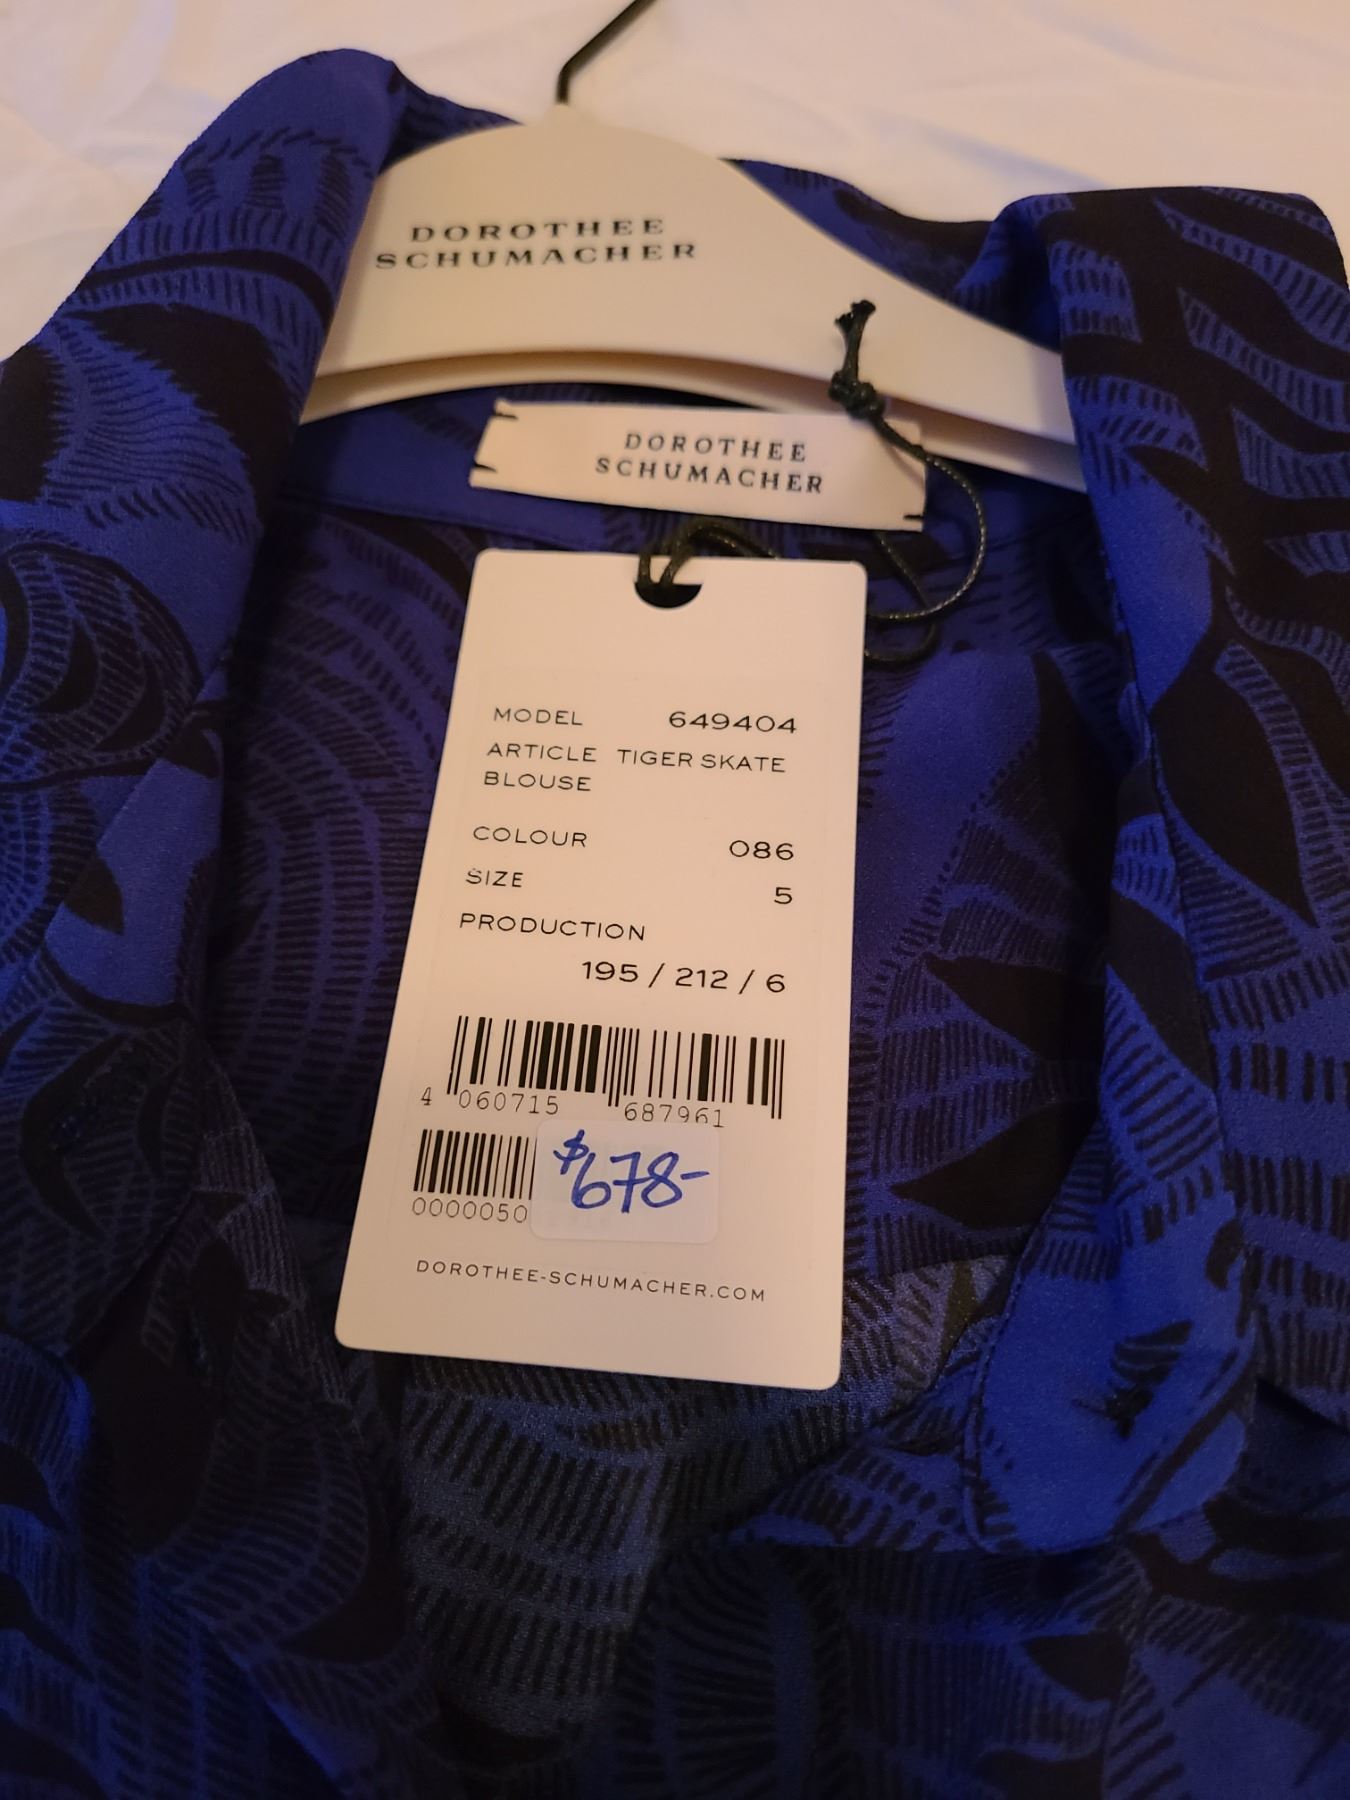 DOROTHEE
SCHUMACHER
DOROTHEE
SCHUMACHER
MODEL 649404
ARTICLE TIGER SKATE
BLOUSE
COLOUR 086
SIZE 5
PRODUCTION
195 / 212 / 6
4 060715 687961
0000050
$678-
DOROTHEE-SCHUMACHER.COM